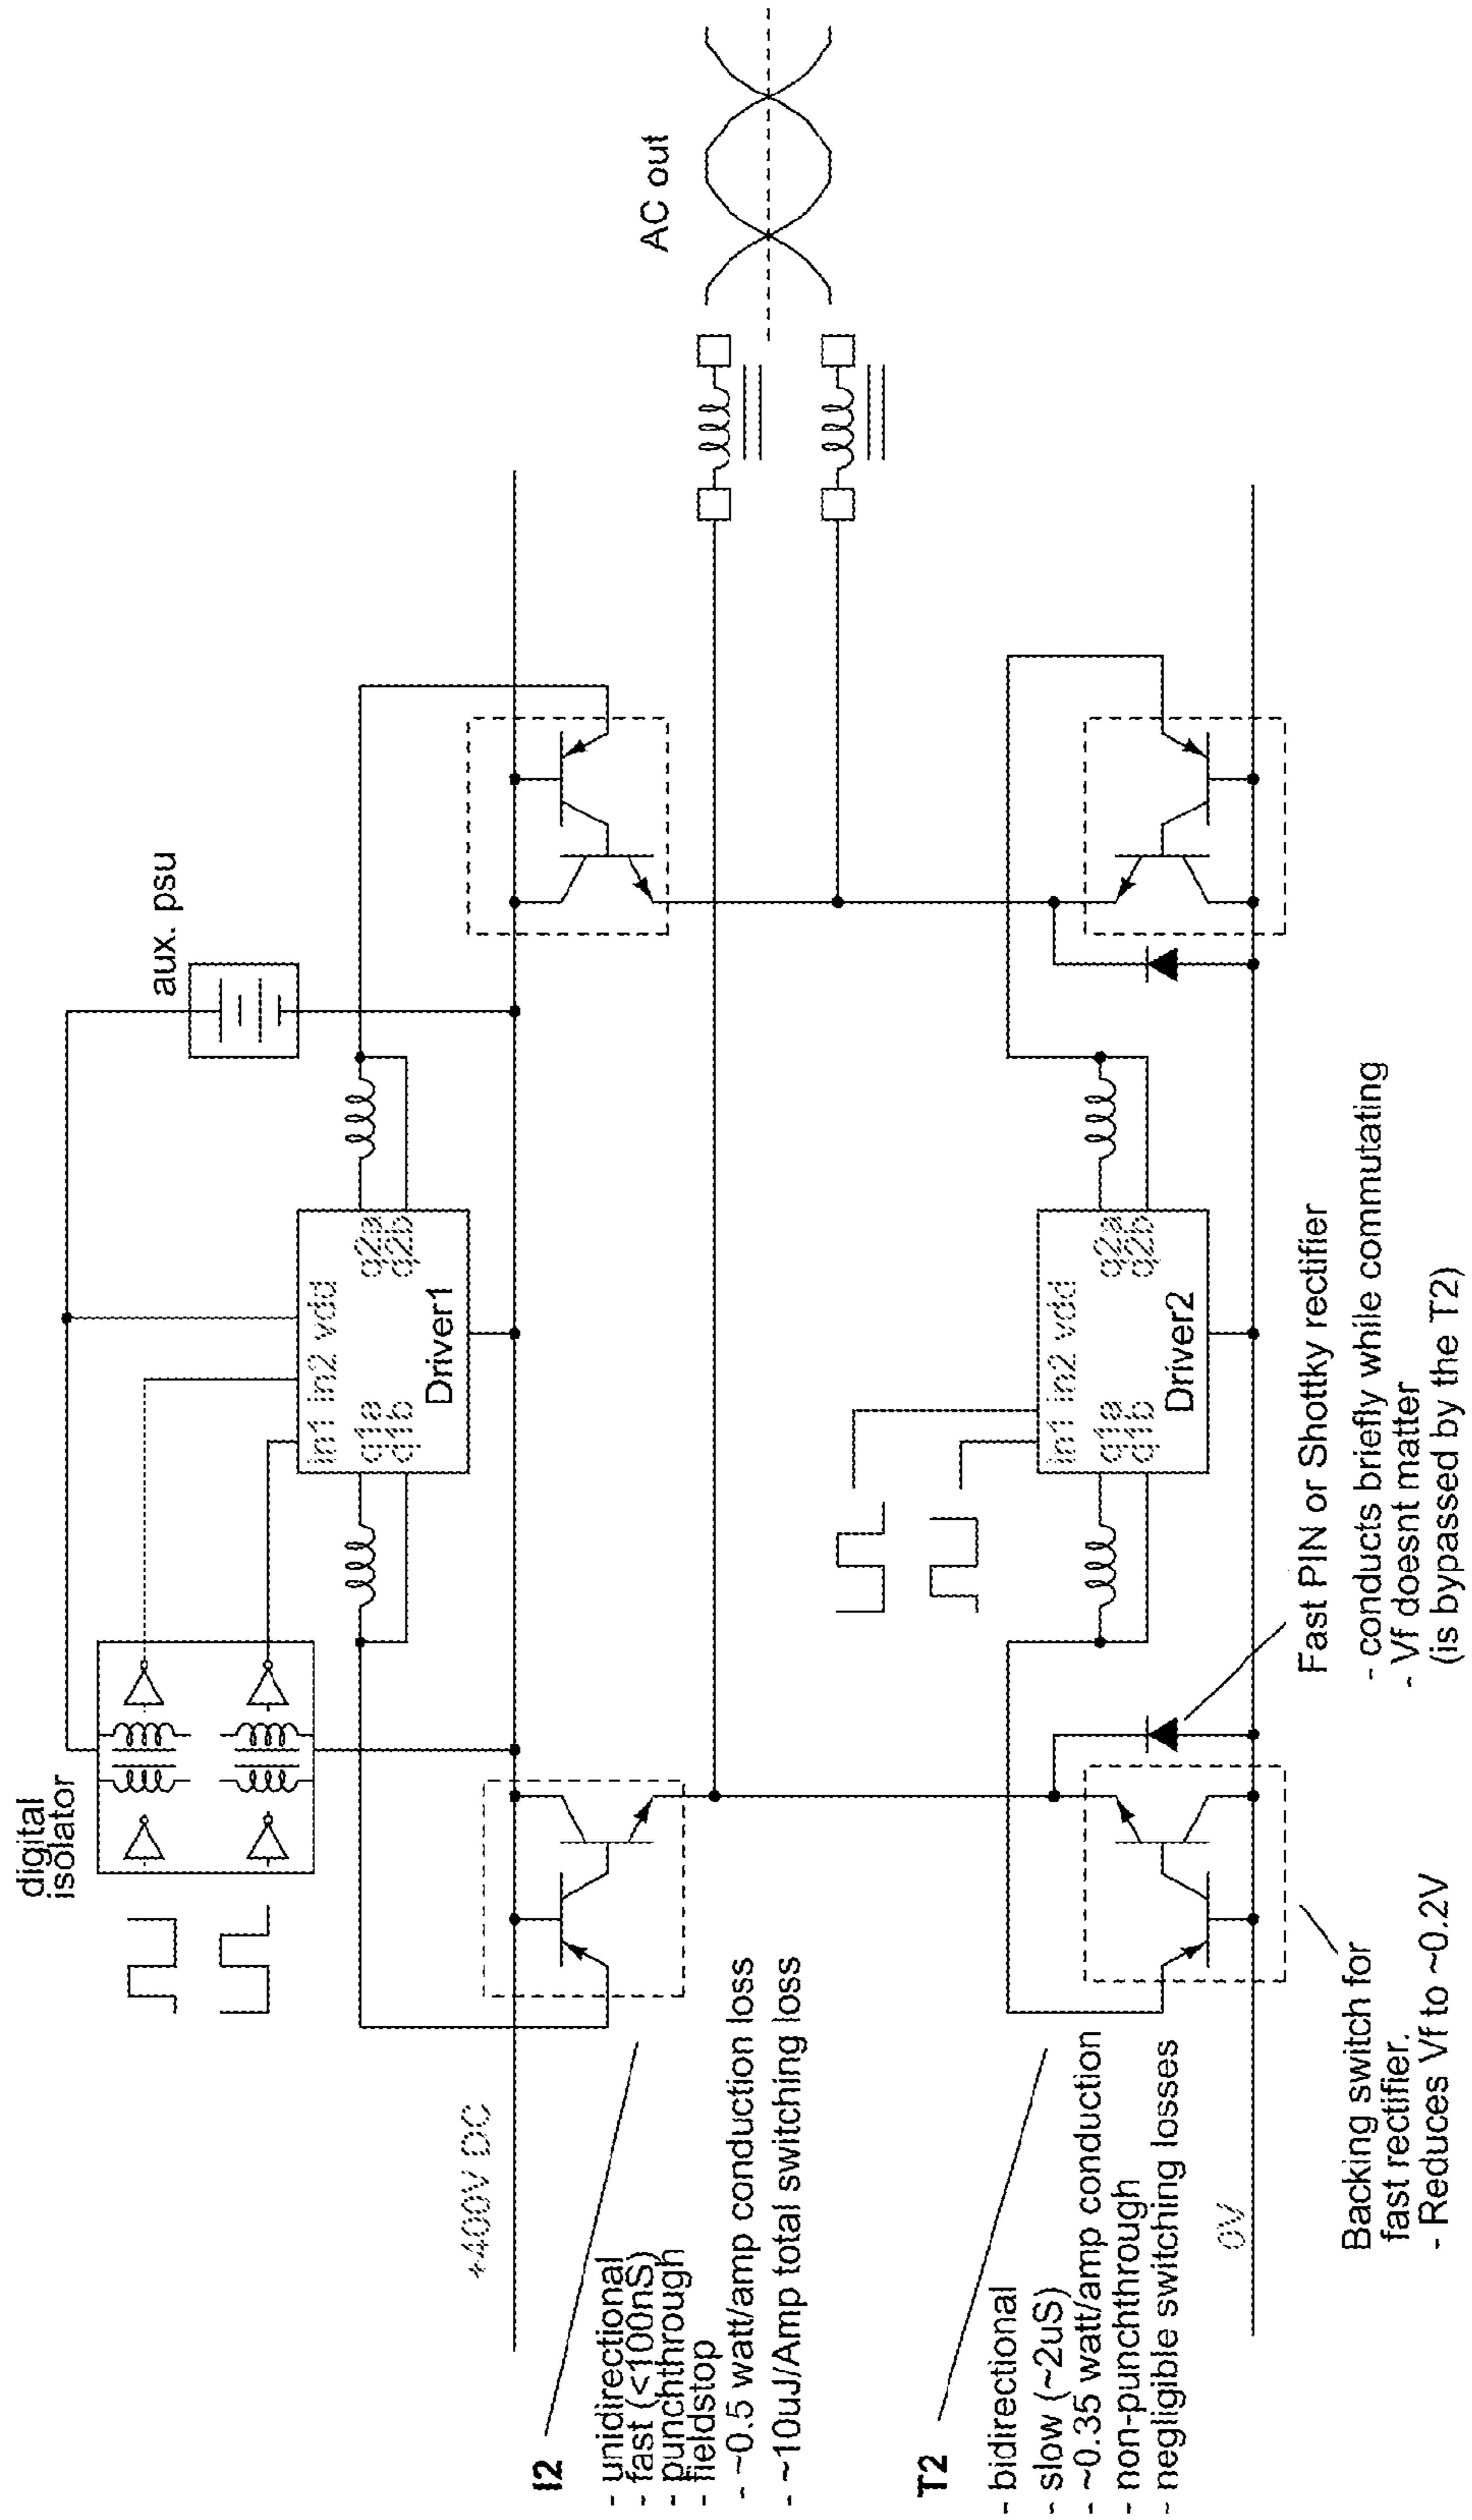 digital
isolator
aux. psu
AC out
in1 in2 vdd
q1a
q1b
q2a
q2b
Driver1
+400V DC
I2
- unidirectional
- fast (<100nS)
- punchthrough
- fieldstop
- ~0.5 watt/amp conduction loss
- ~10uJ/Amp total switching loss
in1 in2 vdd
q1a
q1b
q2a
q2b
Driver2
T2
- bidirectional
- slow (~2uS)
- ~0.35 watt/amp conduction
- non-punchthrough
- negligible switching losses
0V
Fast PIN or Shottky rectifier
- conducts briefly while commutating
- Vf doesnt matter
(is bypassed by the T2)
Backing switch for
fast rectifier.
- Reduces Vf to ~0.2V